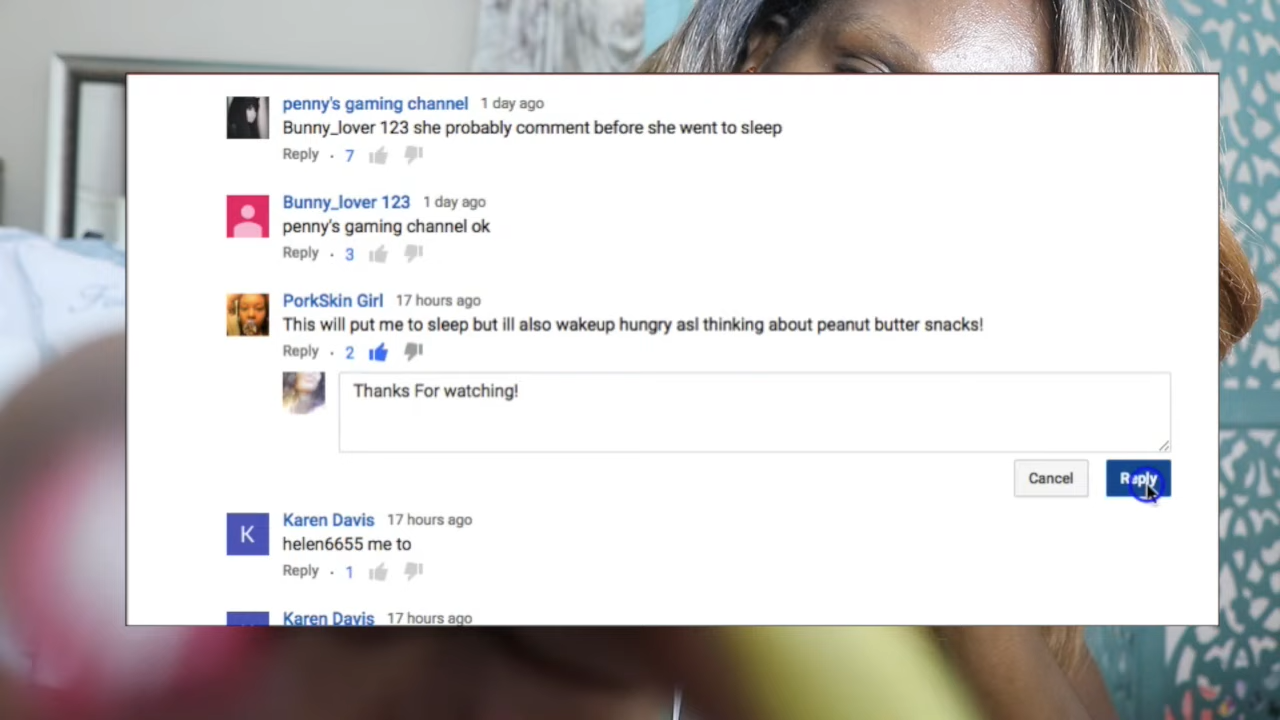 penny's gaming channel 1 day ago
Bunny_lover 123 she probably comment before she went to sleep
Reply · 7
Bunny_lover 123 1 day ago
penny's gaming channel ok
Reply · 3
PorkSkin Girl 17 hours ago
This will put me to sleep but ill also wakeup hungry asl thinking about peanut butter snacks!
Reply · 2
Thanks For watching!
Cancel Reply
K
Karen Davis 17 hours ago
helen6655 me to
Reply · 1
Karen Davis 17 hours ago